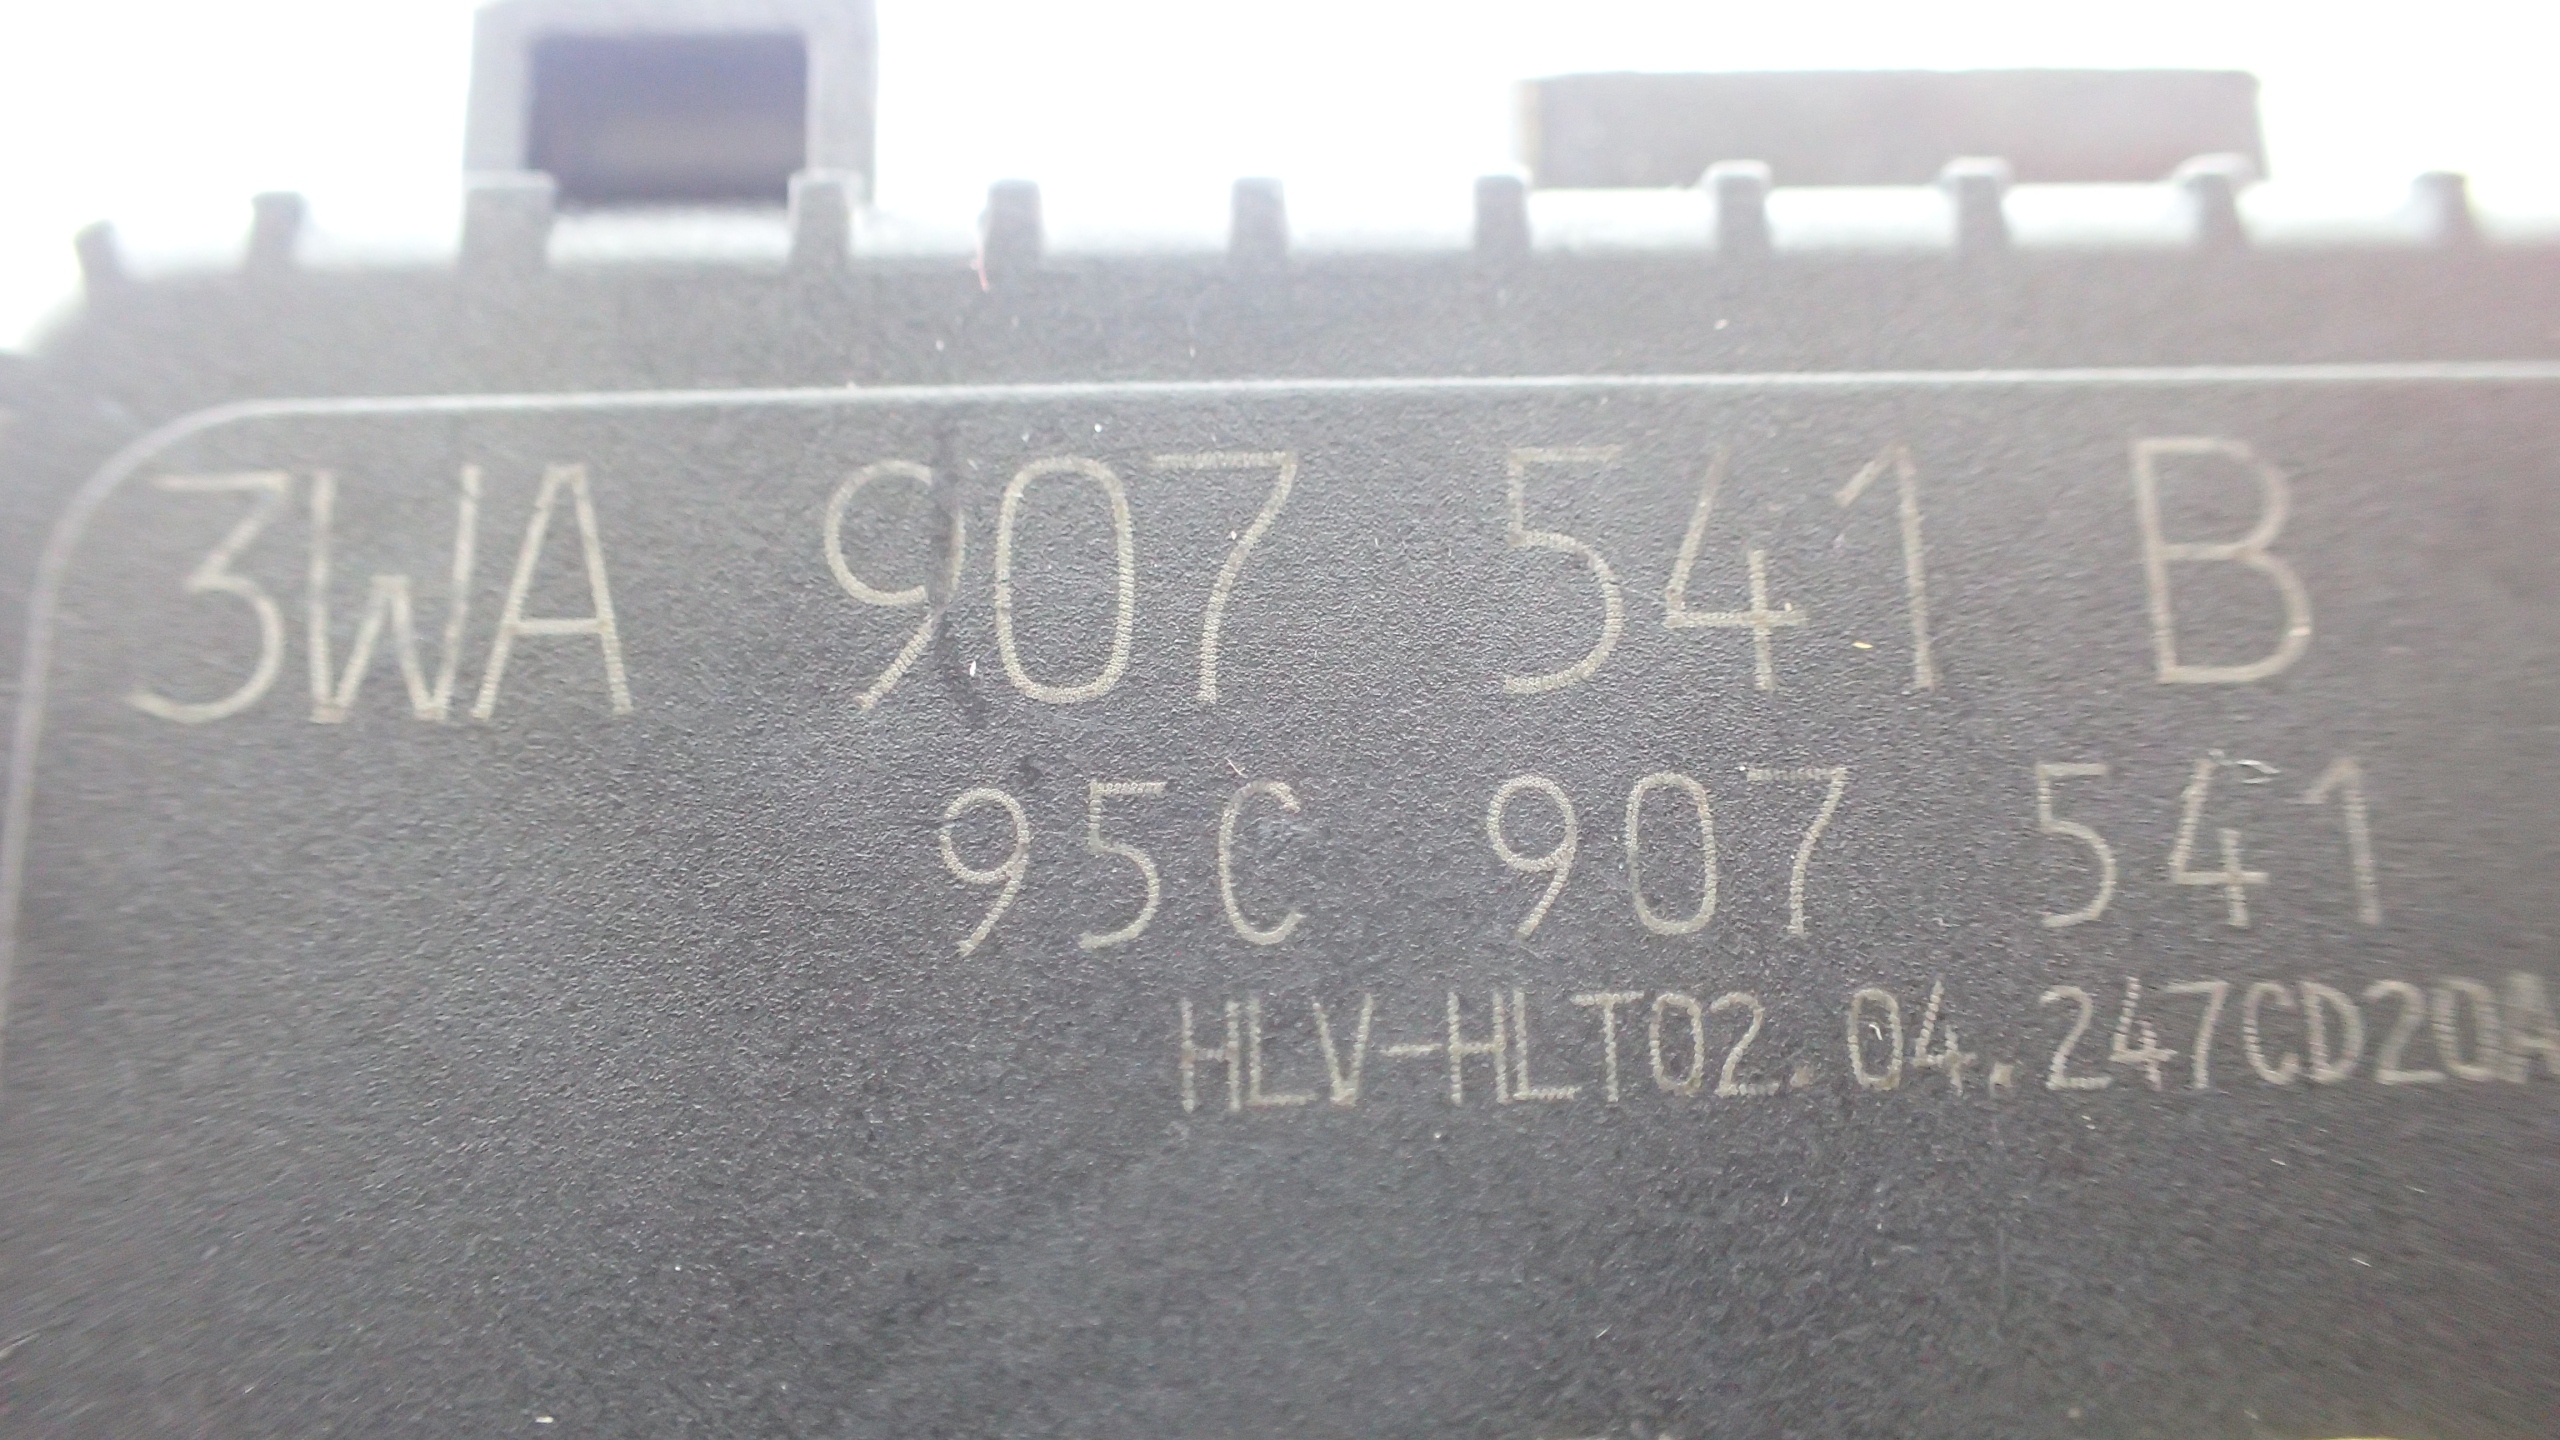 3WA 907 541 B
95C 907 541
HLV-HLT02.04.247CD20A